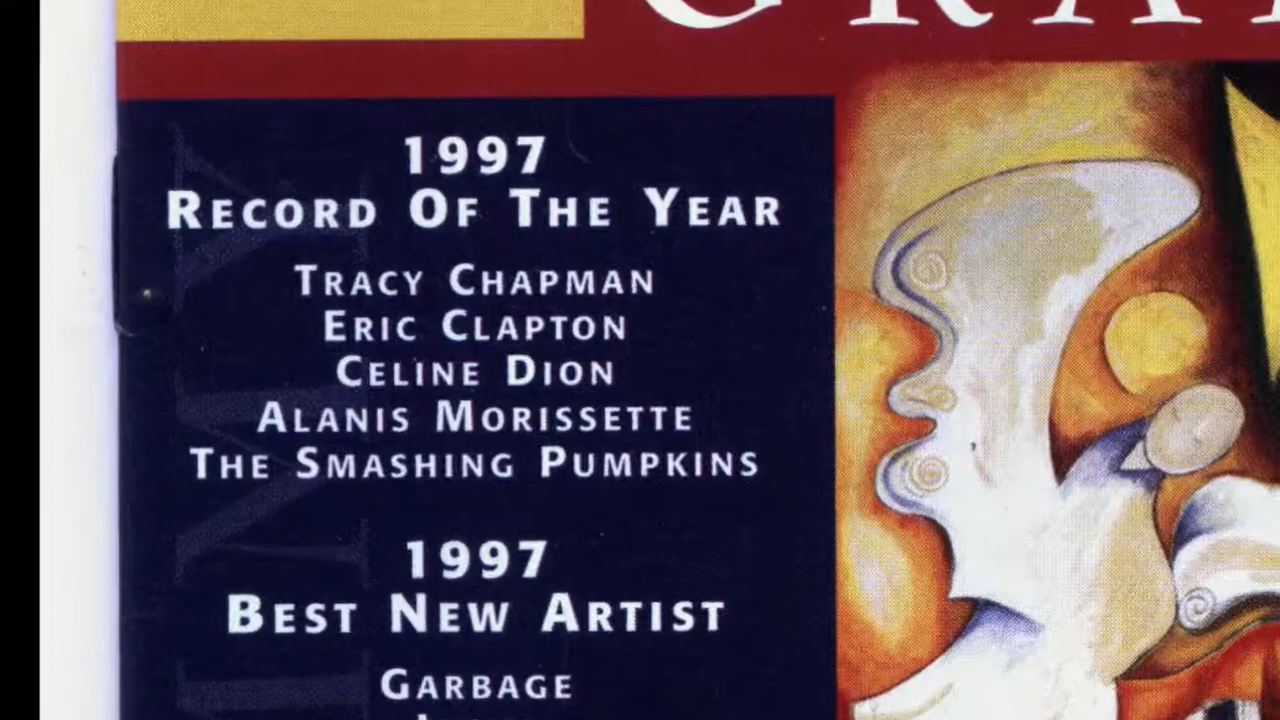 GRA
1997
RECORD OF THE YEAR
TRACY CHAPMAN
ERIC CLAPTON
CELINE DION
ALANIS MORISSETTE
THE SMASHING PUMPKINS
1997
BEST NEW ARTIST
GARBAGE